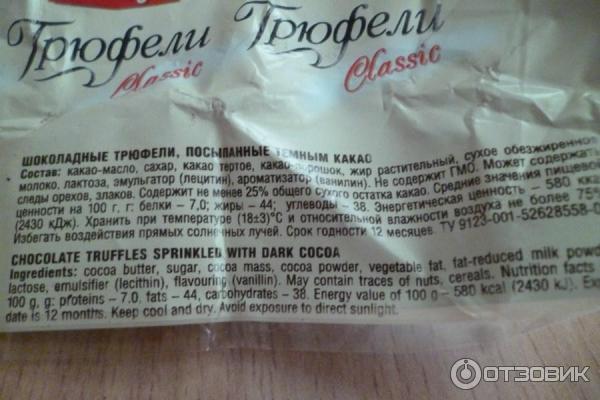 Трюфели Трюфели
Classic Classic
ШОКОЛАДНЫЕ ТРЮФЕЛИ, ПОСЫПАННЫЕ ТЕМНЫМ КАКАО
Состав: какао-масло, сахар, какао тертое, какао-порошок, жир растительный, сухое обезжиренное
молоко, лактоза, эмульгатор (лецитин), ароматизатор (ванилин). Не содержит ГМО. Может содержать
следы орехов, злаков. Содержит не менее 25% общего сухого остатка какао. Средние значения пищевой
ценности на 100 г, г: белки – 7,0; жиры – 44; углеводы – 38. Энергетическая ценность – 580 ккал
(2430 кДж). Хранить при температуре (18±3)°С и относительной влажности воздуха не более 75%
Избегать воздействия прямых солнечных лучей. Срок годности 12 месяцев. ТУ 9123-001-52628558-0
CHOCOLATE TRUFFLES SPRINKLED WITH DARK COCOA
Ingredients: cocoa butter, sugar, cocoa mass, cocoa powder, vegetable fat, fat-reduced milk powd
lactose, emulsifier (lecithin), flavouring (vanillin). May contain traces of nuts, cereals. Nutrition facts
100 g, g: proteins – 7.0, fats – 44, carbohydrates – 38. Energy value of 100 g – 580 kcal (2430 kJ). Exp
date is 12 months. Keep cool and dry. Avoid exposure to direct sunlight.
ОТЗОВИК